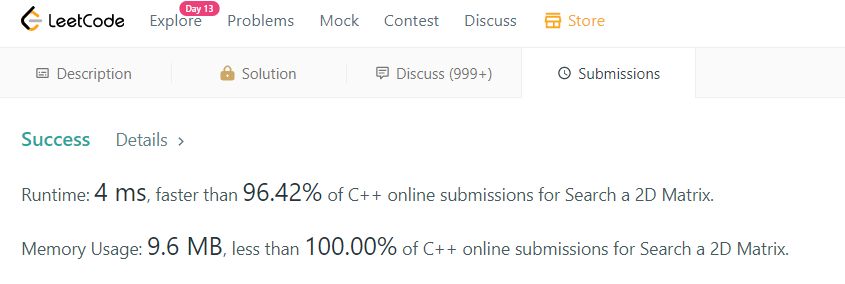 Day 13
LeetCode Explore Problems Mock Contest Discuss Store
Description Solution Discuss (999+) Submissions
Success Details >
Runtime: 4 ms, faster than 96.42% of C++ online submissions for Search a 2D Matrix.
Memory Usage: 9.6 MB, less than 100.00% of C++ online submissions for Search a 2D Matrix.